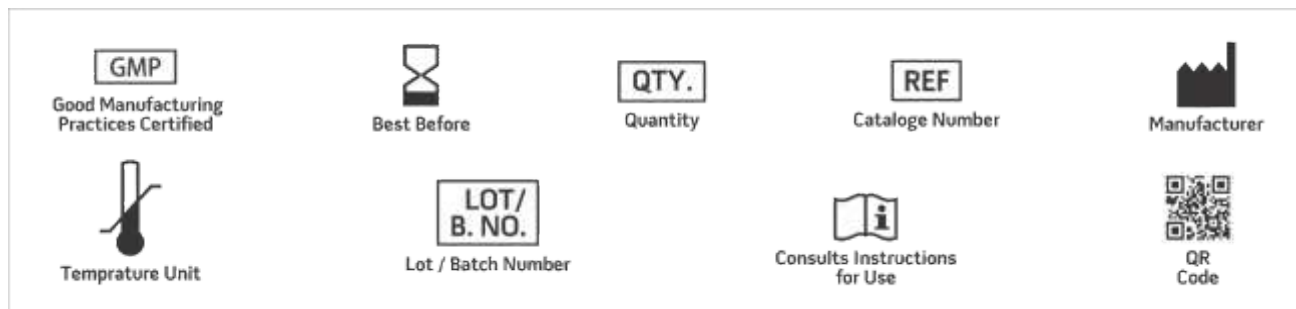 GMP
Good Manufacturing
Practices Certified
Best Before
QTY.
Quantity
REF
Cataloge Number
Manufacturer
Temprature Unit
LOT/
B. NO.
Lot / Batch Number
i
Consults Instructions
for Use
QR
Code